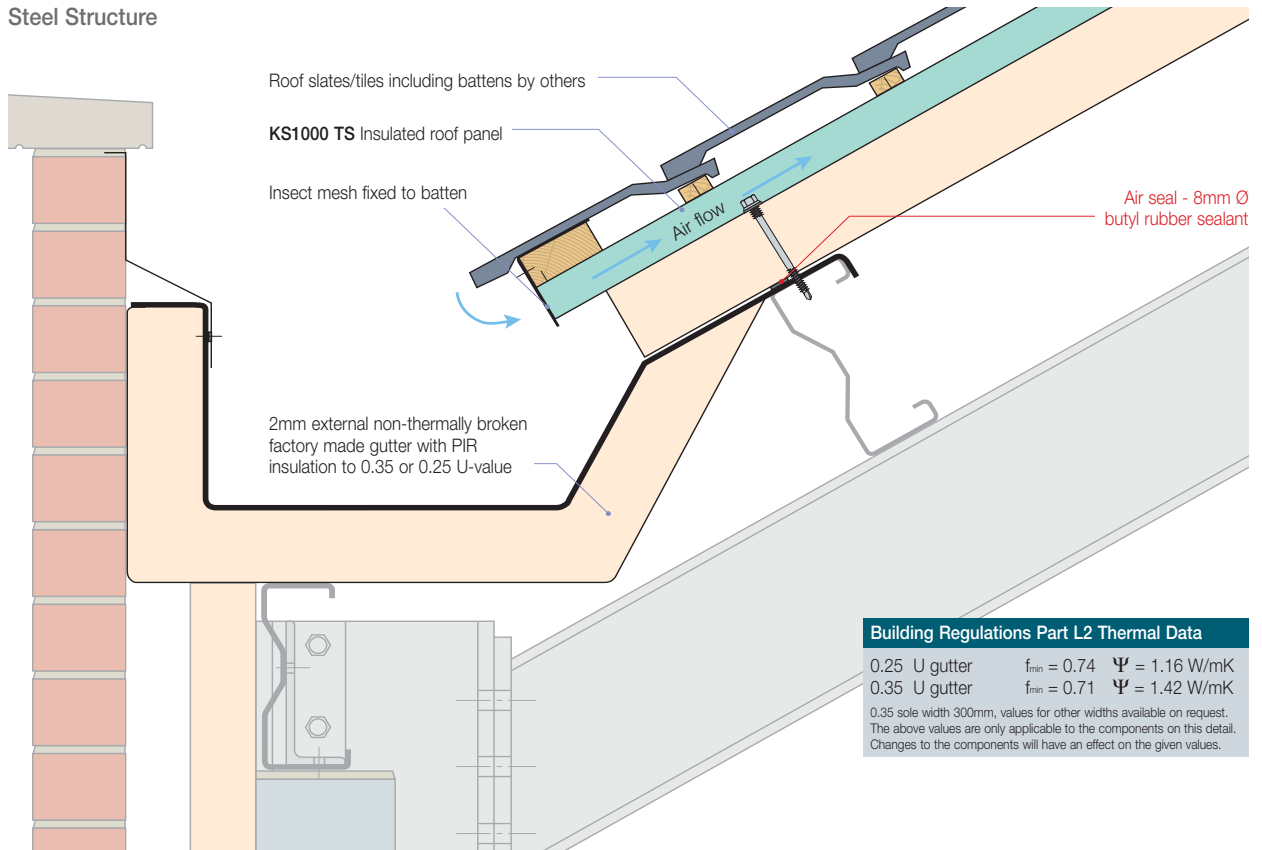 Steel Structure
Roof slates/tiles including battens by others
KS1000 TS Insulated roof panel
Insect mesh fixed to batten
Air flow
Air seal - 8mm Ø
butyl rubber sealant
2mm external non-thermally broken
factory made gutter with PIR
insulation to 0.35 or 0.25 U-value
Building Regulations Part L2 Thermal Data
0.25 U gutter fmin = 0.74 Ψ = 1.16 W/mK
0.35 U gutter fmin = 0.71 Ψ = 1.42 W/mK
0.35 sole width 300mm, values for other widths available on request.
The above values are only applicable to the components on this detail.
Changes to the components will have an effect on the given values.